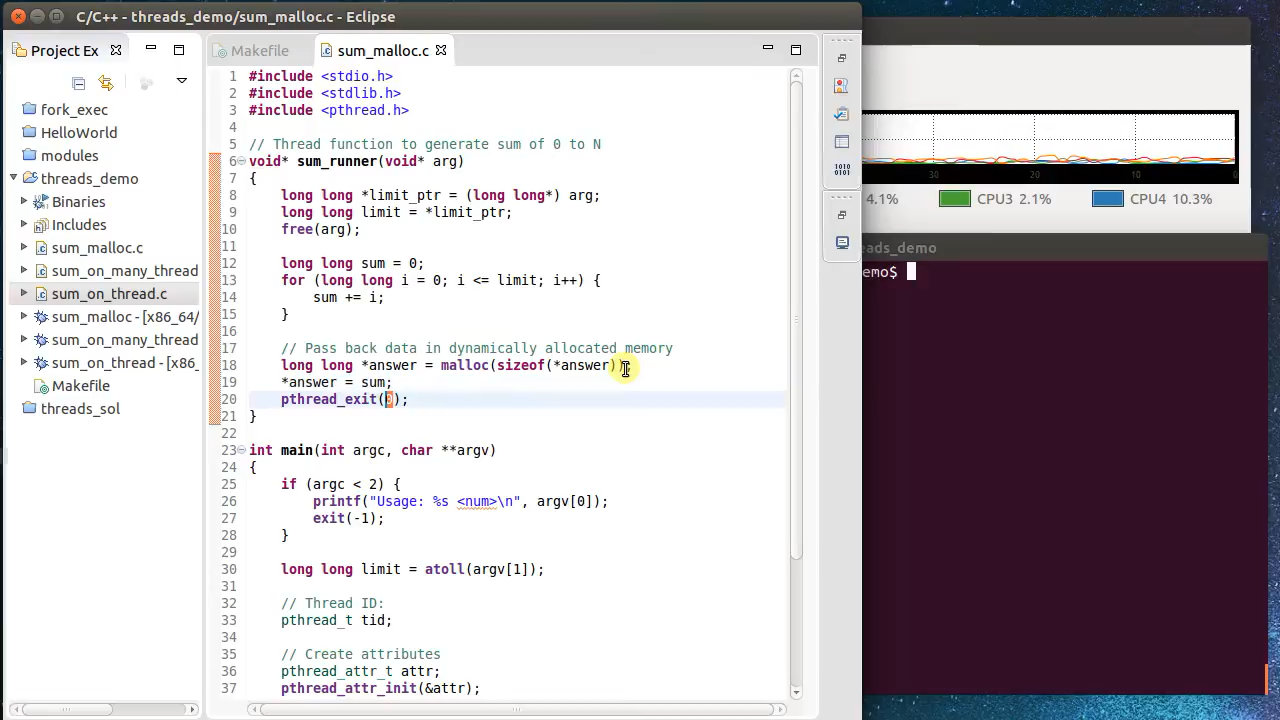 C/C++ - threads_demo/sum_malloc.c - Eclipse
Project Ex
Makefile
sum_malloc.c
fork_exec
HelloWorld
modules
threads_demo
Binaries
Includes
sum_malloc.c
sum_on_many_thread
sum_on_thread.c
sum_malloc - [x86_64/
sum_on_many_thread
sum_on_thread - [x86_
Makefile
threads_sol
1 #include <stdio.h>
2 #include <stdlib.h>
3 #include <pthread.h>
4
5 // Thread function to generate sum of 0 to N
6 void* sum_runner(void* arg)
7 {
8 long long *limit_ptr = (long long*) arg;
9 long long limit = *limit_ptr;
10 free(arg);
11
12 long long sum = 0;
13 for (long long i = 0; i <= limit; i++) {
14 sum += i;
15 }
16
17 // Pass back data in dynamically allocated memory
18 long long *answer = malloc(sizeof(*answer));
19 *answer = sum;
20 pthread_exit(0);
21 }
22
23 int main(int argc, char **argv)
24 {
25 if (argc < 2) {
26 printf("Usage: %s <num>\n", argv[0]);
27 exit(-1);
28 }
29
30 long long limit = atoll(argv[1]);
31
32 // Thread ID:
33 pthread_t tid;
34
35 // Create attributes
36 pthread_attr_t attr;
37 pthread_attr_init(&attr);
30 20 10 0
4.1% CPU3 2.1% CPU4 10.3%
eads_demo
emo$